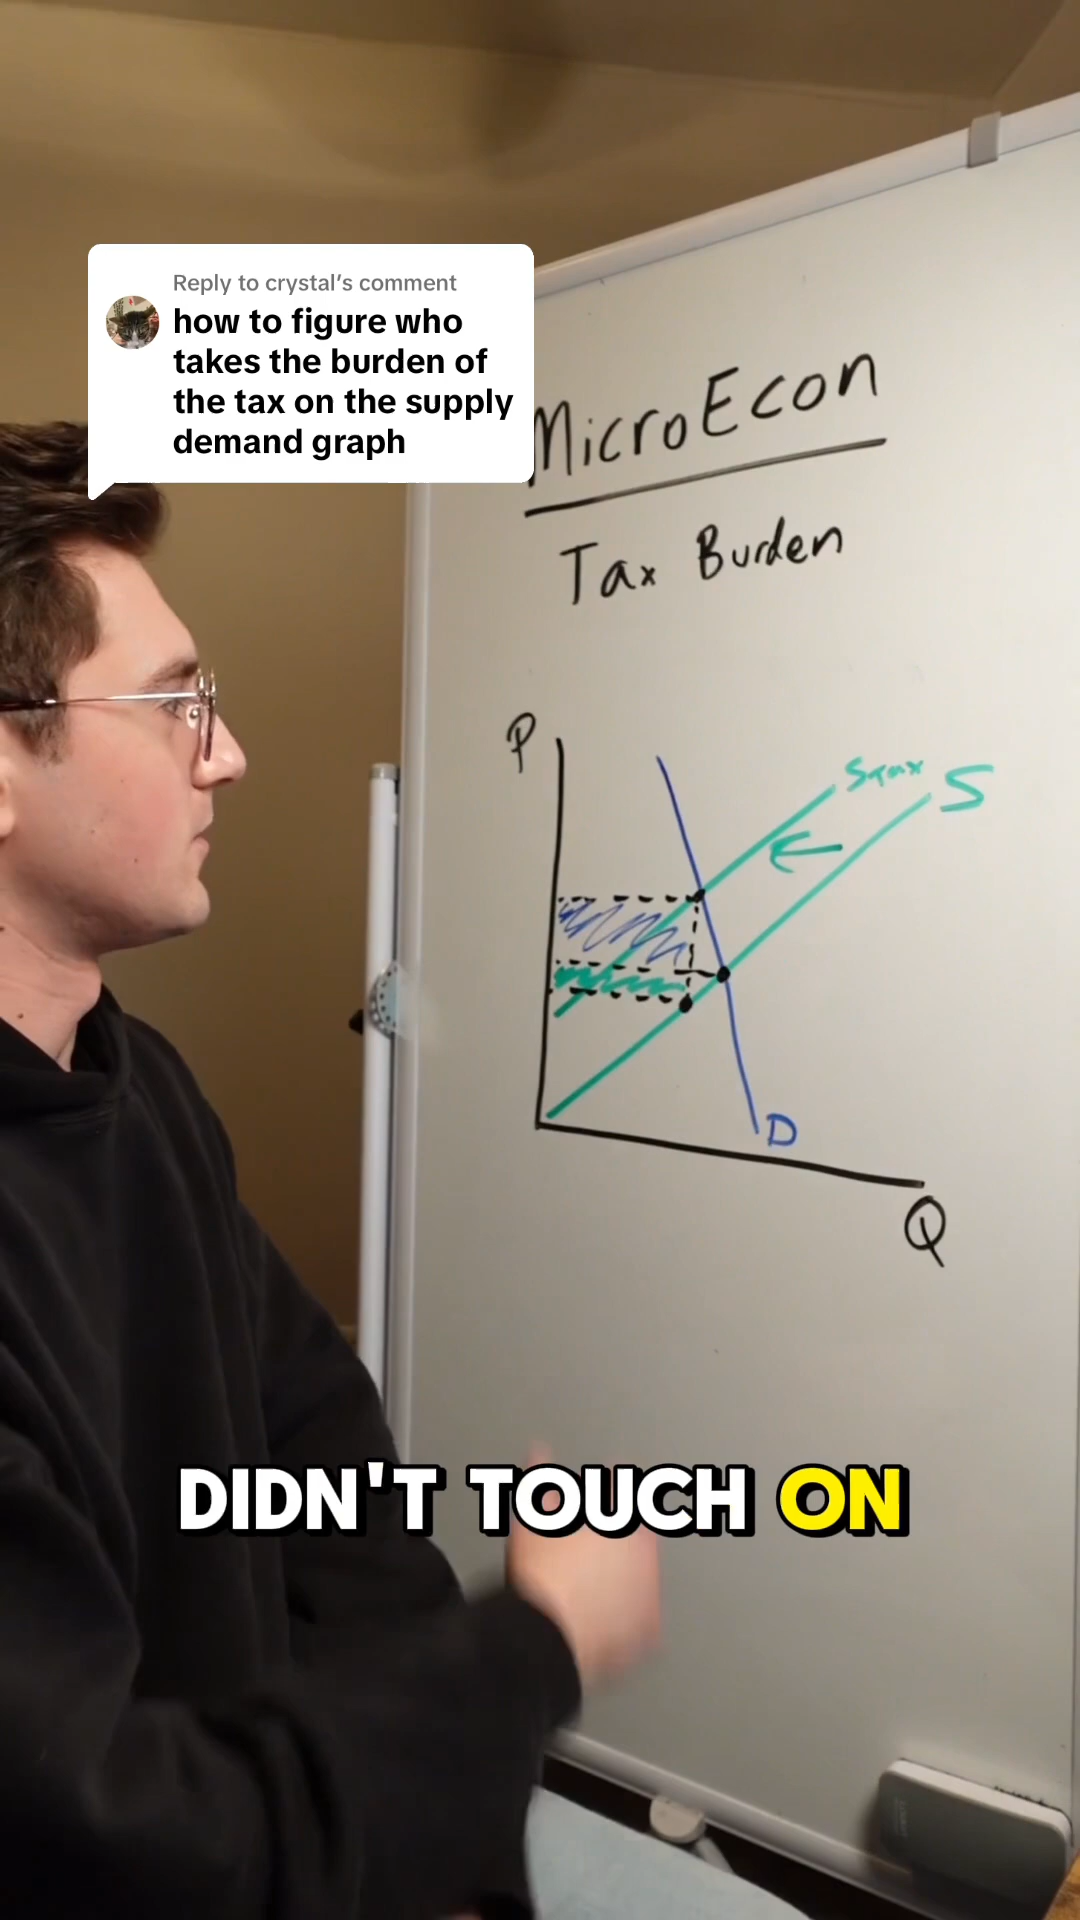 Reply to crystal's comment
how to figure who
takes the burden of
the tax on the supply
demand graph
MicroEcon
Tax Burden
P
STax
S
D
Q
DIDN'T TOUCH ON